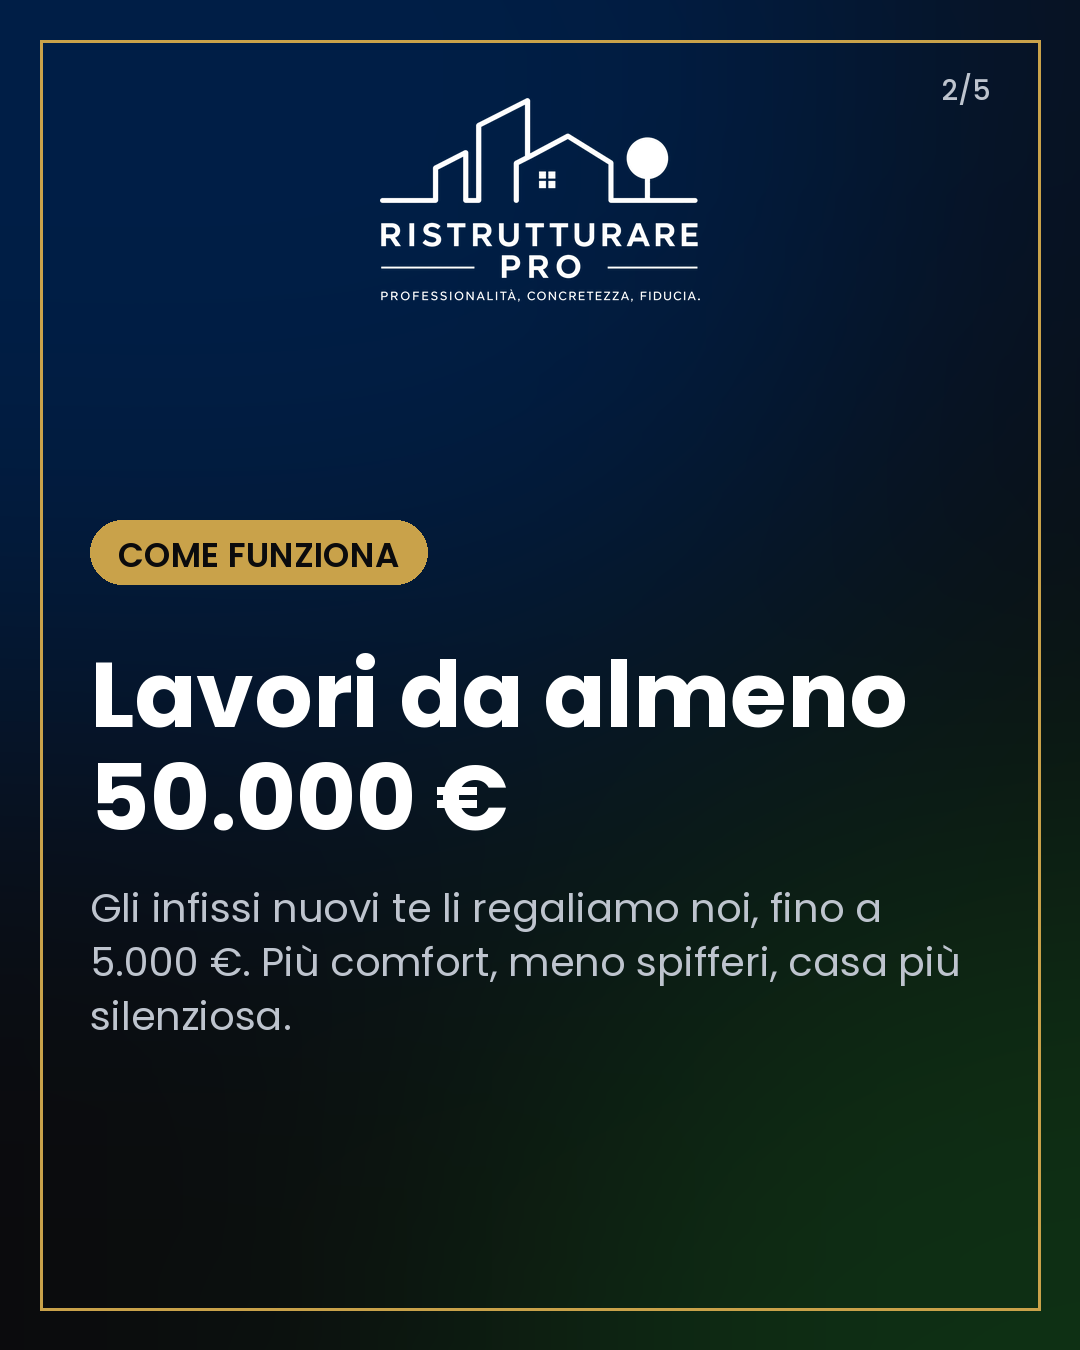 2/5
RISTRUTTURARE
PRO
PROFESSIONALITÀ, CONCRETEZZA, FIDUCIA.
COME FUNZIONA
Lavori da almeno
50.000 €
Gli infissi nuovi te li regaliamo noi, fino a
5.000 €. Più comfort, meno spifferi, casa più
silenziosa.